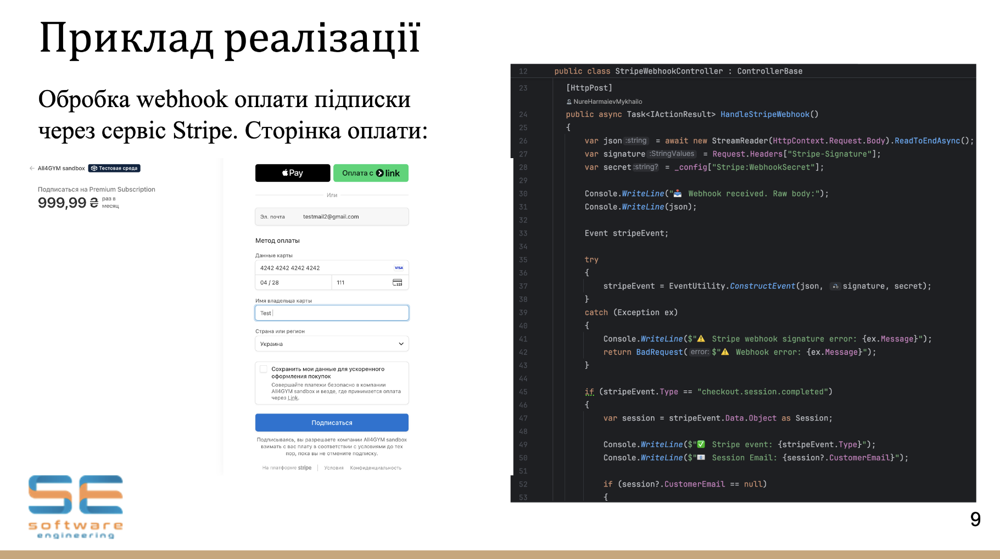 Приклад реалізації
Обробка webhook оплати підписки
через сервіс Stripe. Сторінка оплати:
← All4GYM sandbox Тестовая среда
Подписаться на Premium Subscription
999,99 ₴ раз в
месяц
Pay Оплата с link
Или
Эл. почта testmail2@gmail.com
Метод оплаты
Данные карты
4242 4242 4242 4242 VISA
04 / 28 111 123
Имя владельца карты
Test
Страна или регион
Украина
Сохранить мои данные для ускоренного
оформления покупок
Совершайте платежи безопасно в компании
All4GYM sandbox и везде, где принимается оплата
через Link.
Подписаться
Подписываясь, вы разрешаете компании All4GYM sandbox
взимать с вас плату в соответствии с условиями до тех
пор, пока вы не отмените подписку.
На платформе stripe Условия Конфиденциальность
12 public class StripeWebhookController : ControllerBase
23 [HttpPost]
NureHarmaievMykhailo
24 public async Task<IActionResult> HandleStripeWebhook()
25 {
26 var json :string = await new StreamReader(HttpContext.Request.Body).ReadToEndAsync();
27 var signature :StringValues = Request.Headers["Stripe-Signature"];
28 var secret :string? = _config["Stripe:WebhookSecret"];
29
30 Console.WriteLine("📥 Webhook received. Raw body:");
31 Console.WriteLine(json);
32
33 Event stripeEvent;
34
35 try
36 {
37 stripeEvent = EventUtility.ConstructEvent(json, signature, secret);
38 }
39 catch (Exception ex)
40 {
41 Console.WriteLine($"⚠️ Stripe webhook signature error: {ex.Message}");
42 return BadRequest( error: $"⚠️ Webhook error: {ex.Message}");
43 }
44
45 if (stripeEvent.Type == "checkout.session.completed")
46 {
47 var session = stripeEvent.Data.Object as Session;
48
49 Console.WriteLine($"✅ Stripe event: {stripeEvent.Type}");
50 Console.WriteLine($"📧 Session Email: {session?.CustomerEmail}");
51
52 if (session?.CustomerEmail == null)
53 {
SE
software
engineering
9